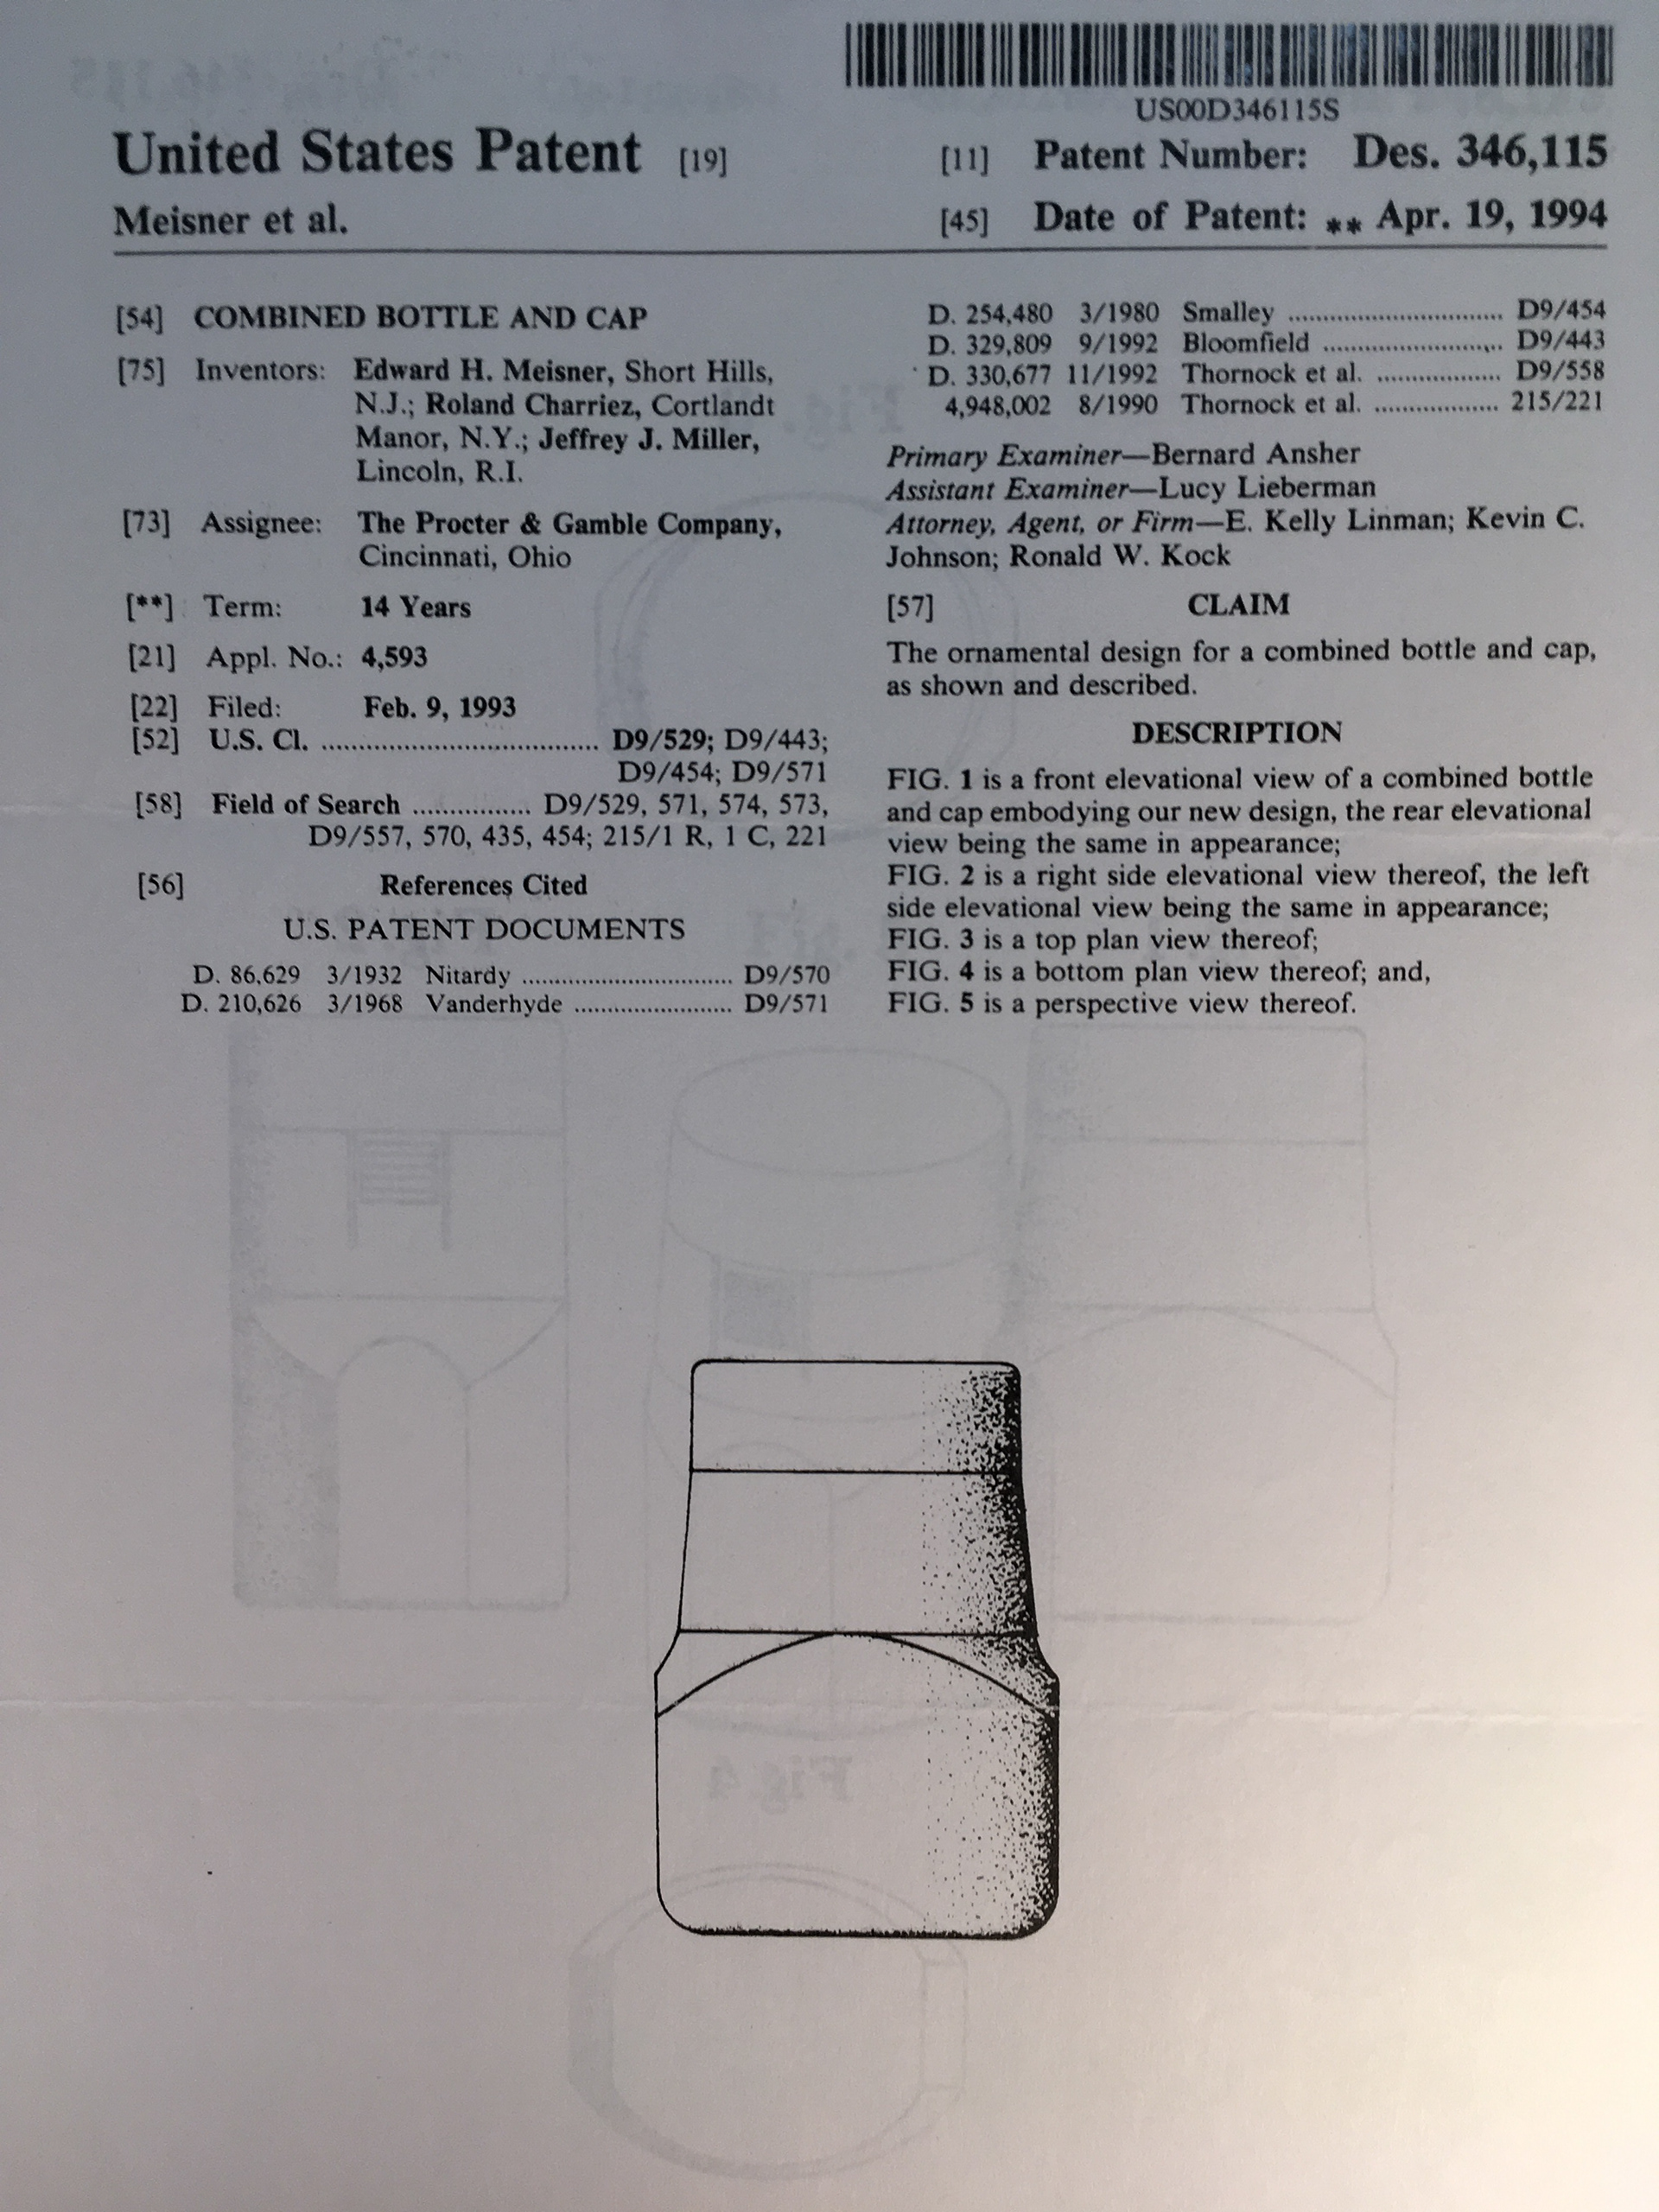 US00D346115S
United States Patent [19]
Meisner et al.
[11] Patent Number: Des. 346,115
[45] Date of Patent: ** Apr. 19, 1994
[54] COMBINED BOTTLE AND CAP
[75] Inventors: Edward H. Meisner, Short Hills,
N.J.; Roland Charriez, Cortlandt
Manor, N.Y.; Jeffrey J. Miller,
Lincoln, R.I.
[73] Assignee: The Procter & Gamble Company,
Cincinnati, Ohio
[**] Term: 14 Years
[21] Appl. No.: 4,593
[22] Filed: Feb. 9, 1993
[52] U.S. Cl. .................................... D9/529; D9/443;
D9/454; D9/571
[58] Field of Search ................ D9/529, 571, 574, 573,
D9/557, 570, 435, 454; 215/1 R, 1 C, 221
[56] References Cited
U.S. PATENT DOCUMENTS
D. 86,629 3/1932 Nitardy ................................ D9/570
D. 210,626 3/1968 Vanderhyde ........................ D9/571
D. 254,480 3/1980 Smalley ................................ D9/454
D. 329,809 9/1992 Bloomfield .......................... D9/443
D. 330,677 11/1992 Thornock et al. .................. D9/558
4,948,002 8/1990 Thornock et al. .................. 215/221
Primary Examiner—Bernard Ansher
Assistant Examiner—Lucy Lieberman
Attorney, Agent, or Firm—E. Kelly Linman; Kevin C.
Johnson; Ronald W. Kock
[57] CLAIM
The ornamental design for a combined bottle and cap,
as shown and described.
DESCRIPTION
FIG. 1 is a front elevational view of a combined bottle
and cap embodying our new design, the rear elevational
view being the same in appearance;
FIG. 2 is a right side elevational view thereof, the left
side elevational view being the same in appearance;
FIG. 3 is a top plan view thereof;
FIG. 4 is a bottom plan view thereof; and,
FIG. 5 is a perspective view thereof.
Fig.4